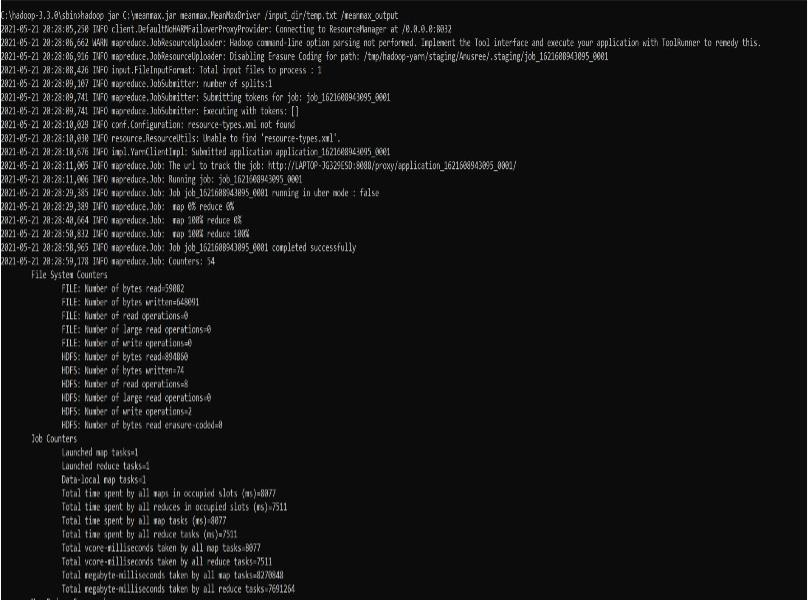 C:\hadoop-3.3.0\sbin>hadoop jar C:\meanmax.jar meanmax.MeanMaxDriver /input_dir/temp.txt /meanmax_output
2021-05-21 20:28:05,250 INFO client.DefaultNoHARMFailoverProxyProvider: Connecting to ResourceManager at /0.0.0.0:8032
2021-05-21 20:28:06,662 WARN mapreduce.JobResourceUploader: Hadoop command-line option parsing not performed. Implement the Tool interface and execute your application with ToolRunner to remedy this.
2021-05-21 20:28:06,916 INFO mapreduce.JobResourceUploader: Disabling Erasure Coding for path: /tmp/hadoop-yarn/staging/Anusree/.staging/job_1621608943095_0001
2021-05-21 20:28:08,426 INFO input.FileInputFormat: Total input files to process : 1
2021-05-21 20:28:09,107 INFO mapreduce.JobSubmitter: number of splits:1
2021-05-21 20:28:09,741 INFO mapreduce.JobSubmitter: Submitting tokens for job: job_1621608943095_0001
2021-05-21 20:28:09,741 INFO mapreduce.JobSubmitter: Executing with tokens: []
2021-05-21 20:28:10,029 INFO conf.Configuration: resource-types.xml not found
2021-05-21 20:28:10,030 INFO resource.ResourceUtils: Unable to find 'resource-types.xml'.
2021-05-21 20:28:10,676 INFO impl.YarnClientImpl: Submitted application application_1621608943095_0001
2021-05-21 20:28:11,005 INFO mapreduce.Job: The url to track the job: http://LAPTOP-JG329ESD:8088/proxy/application_1621608943095_0001/
2021-05-21 20:28:11,006 INFO mapreduce.Job: Running job: job_1621608943095_0001
2021-05-21 20:28:29,385 INFO mapreduce.Job: Job job_1621608943095_0001 running in uber mode : false
2021-05-21 20:28:29,389 INFO mapreduce.Job:  map 0% reduce 0%
2021-05-21 20:28:40,664 INFO mapreduce.Job:  map 100% reduce 0%
2021-05-21 20:28:50,832 INFO mapreduce.Job:  map 100% reduce 100%
2021-05-21 20:28:58,965 INFO mapreduce.Job: Job job_1621608943095_0001 completed successfully
2021-05-21 20:28:59,178 INFO mapreduce.Job: Counters: 54
File System Counters
FILE: Number of bytes read=59082
FILE: Number of bytes written=648091
FILE: Number of read operations=0
FILE: Number of large read operations=0
FILE: Number of write operations=0
HDFS: Number of bytes read=894860
HDFS: Number of bytes written=74
HDFS: Number of read operations=8
HDFS: Number of large read operations=0
HDFS: Number of write operations=2
HDFS: Number of bytes read erasure-coded=0
Job Counters
Launched map tasks=1
Launched reduce tasks=1
Data-local map tasks=1
Total time spent by all maps in occupied slots (ms)=8077
Total time spent by all reduces in occupied slots (ms)=7511
Total time spent by all map tasks (ms)=8077
Total time spent by all reduce tasks (ms)=7511
Total vcore-milliseconds taken by all map tasks=8077
Total vcore-milliseconds taken by all reduce tasks=7511
Total megabyte-milliseconds taken by all map tasks=8270848
Total megabyte-milliseconds taken by all reduce tasks=7691264